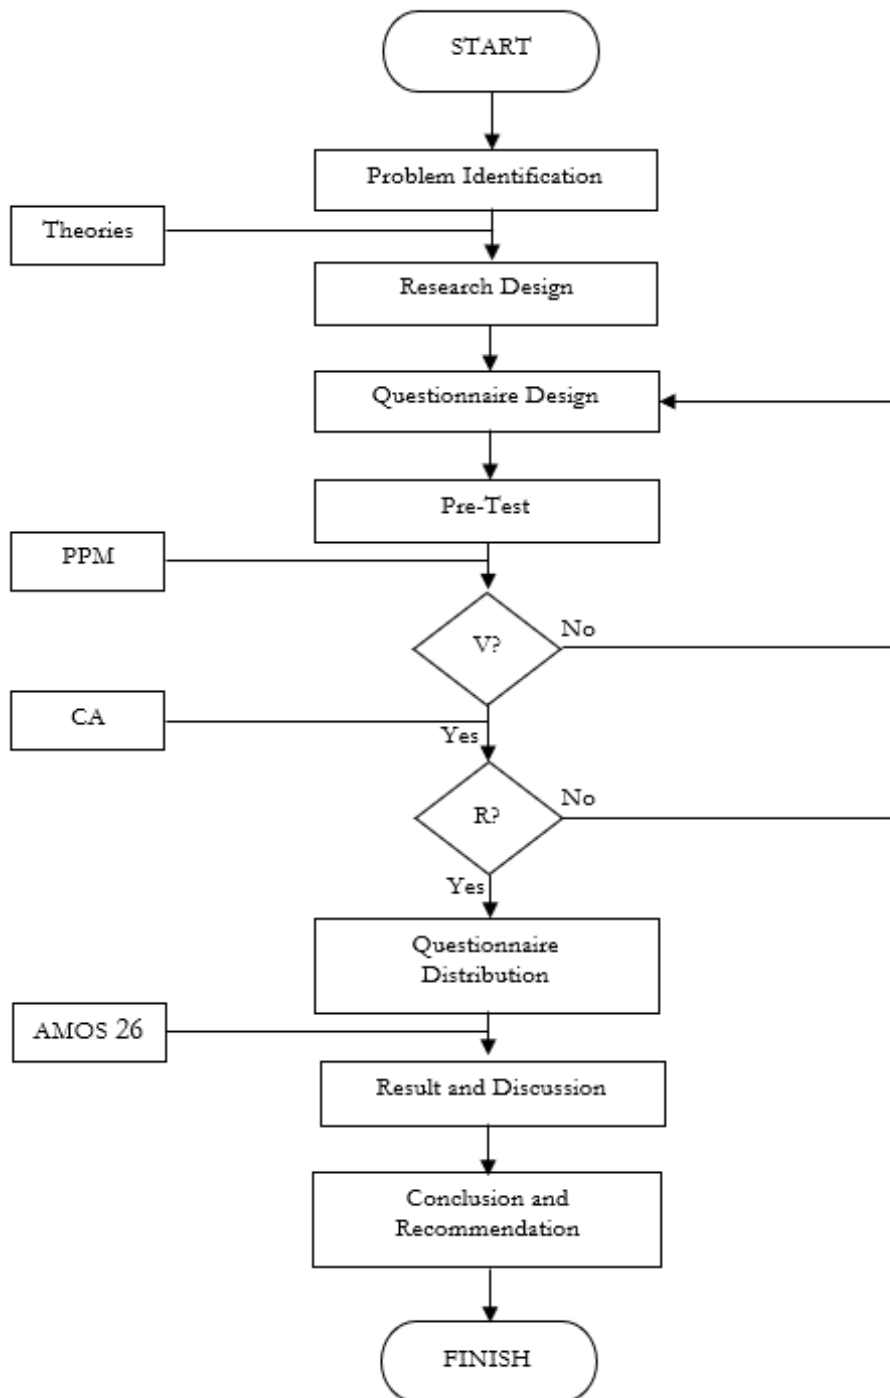 START
Problem Identification
Theories
Research Design
Questionnaire Design
Pre-Test
PPM
V?
No
CA
Yes
R?
No
Yes
Questionnaire
Distribution
AMOS 26
Result and Discussion
Conclusion and
Recommendation
FINISH